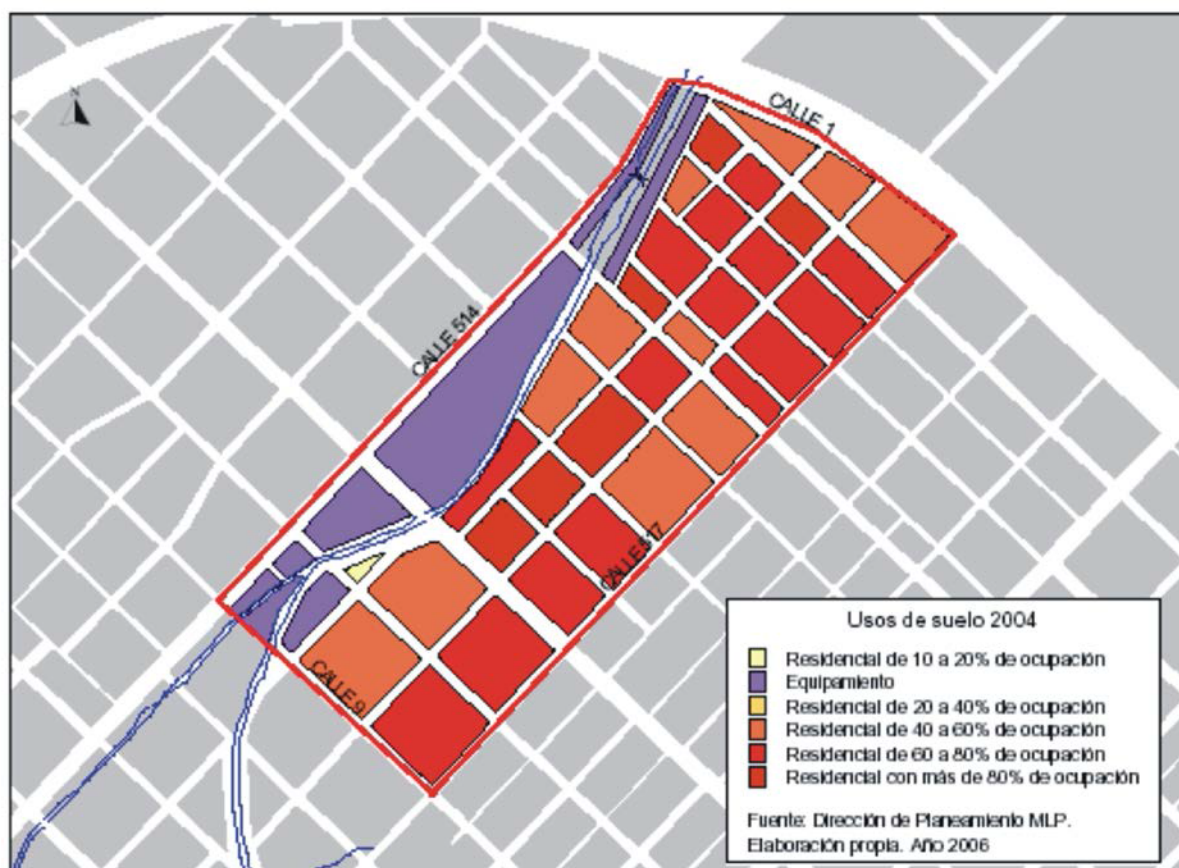 N
CALLE 1
CALLE 514
CALLE 517
CALLE 9
Usos de suelo 2004
Residencial de 10 a 20% de ocupación
Equipamiento
Residencial de 20 a 40% de ocupación
Residencial de 40 a 60% de ocupación
Residencial de 60 a 80% de ocupación
Residencial con más de 80% de ocupación
Fuente: Dirección de Planeamiento MLP.
Elaboración propia. Año 2006